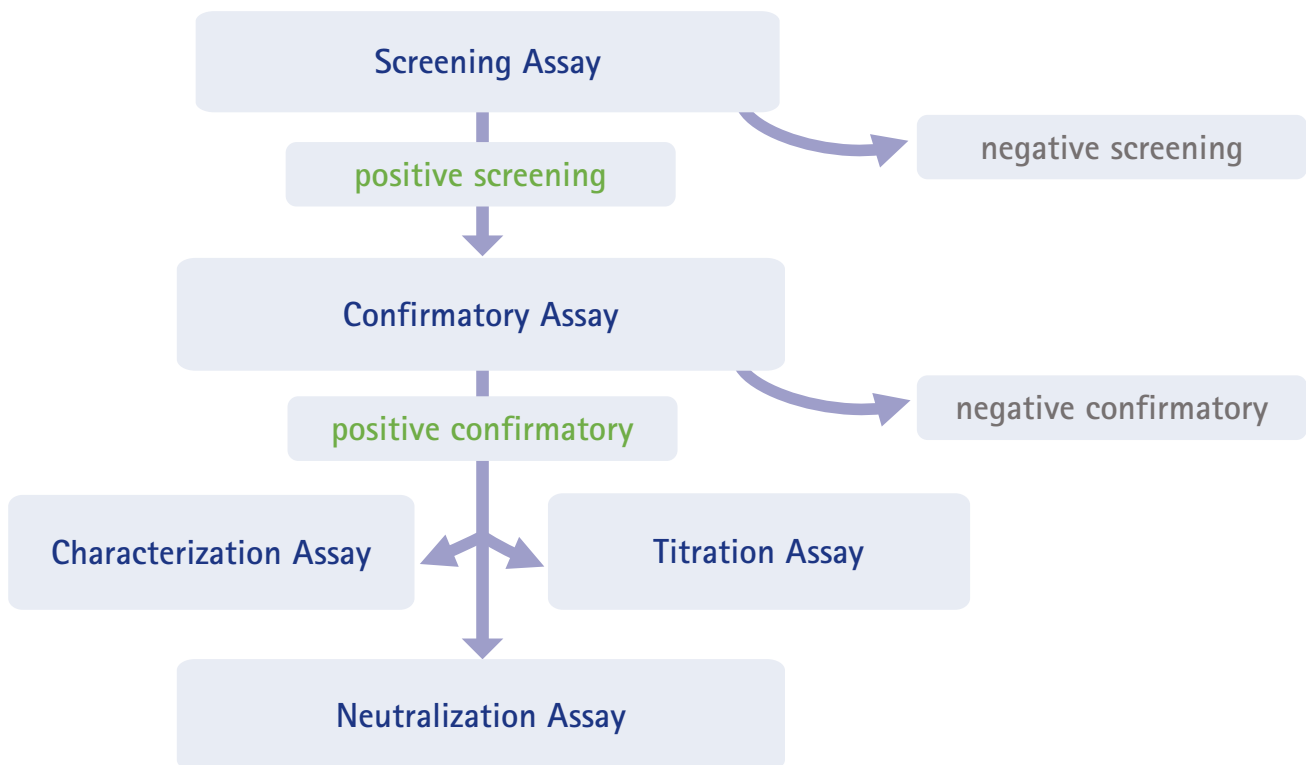 Screening Assay
negative screening
positive screening
Confirmatory Assay
negative confirmatory
positive confirmatory
Characterization Assay
Titration Assay
Neutralization Assay